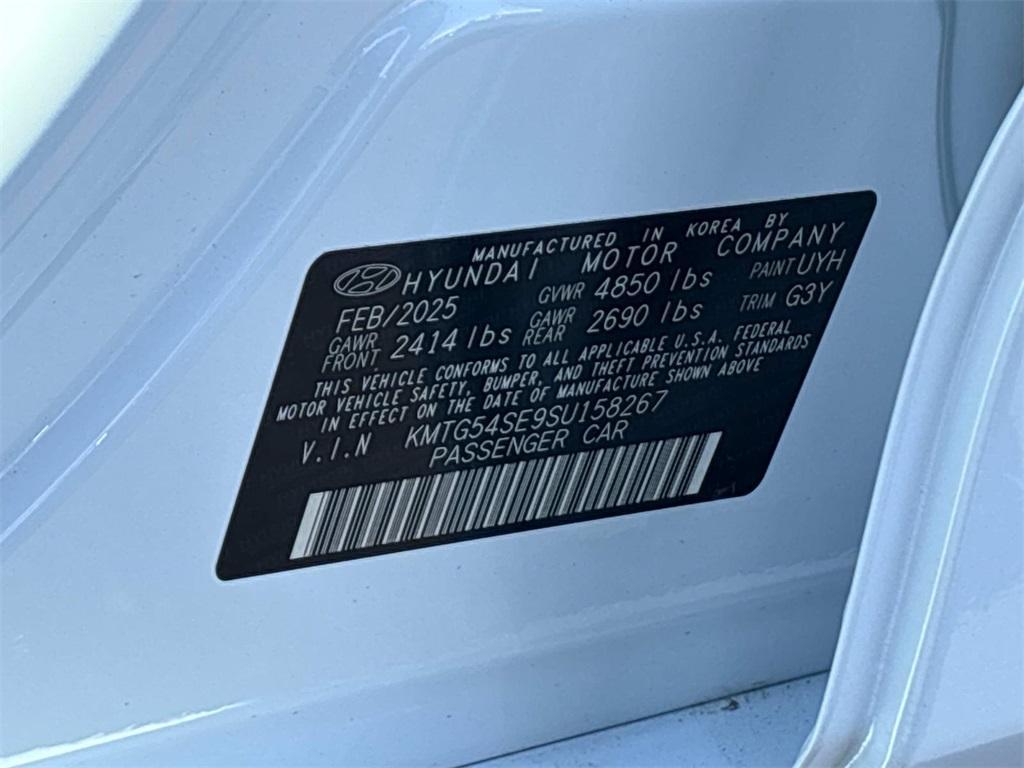 MANUFACTURED IN KOREA BY
HYUNDAI MOTOR COMPANY
FEB/2025 GVWR 4850 lbs PAINT UYH
GAWR FRONT 2414 lbs GAWR REAR 2690 lbs TRIM G3Y
THIS VEHICLE CONFORMS TO ALL APPLICABLE U.S.A. FEDERAL
MOTOR VEHICLE SAFETY, BUMPER, AND THEFT PREVENTION STANDARDS
IN EFFECT ON THE DATE OF MANUFACTURE SHOWN ABOVE
V.I.N KMTG54SE9SU158267
PASSENGER CAR